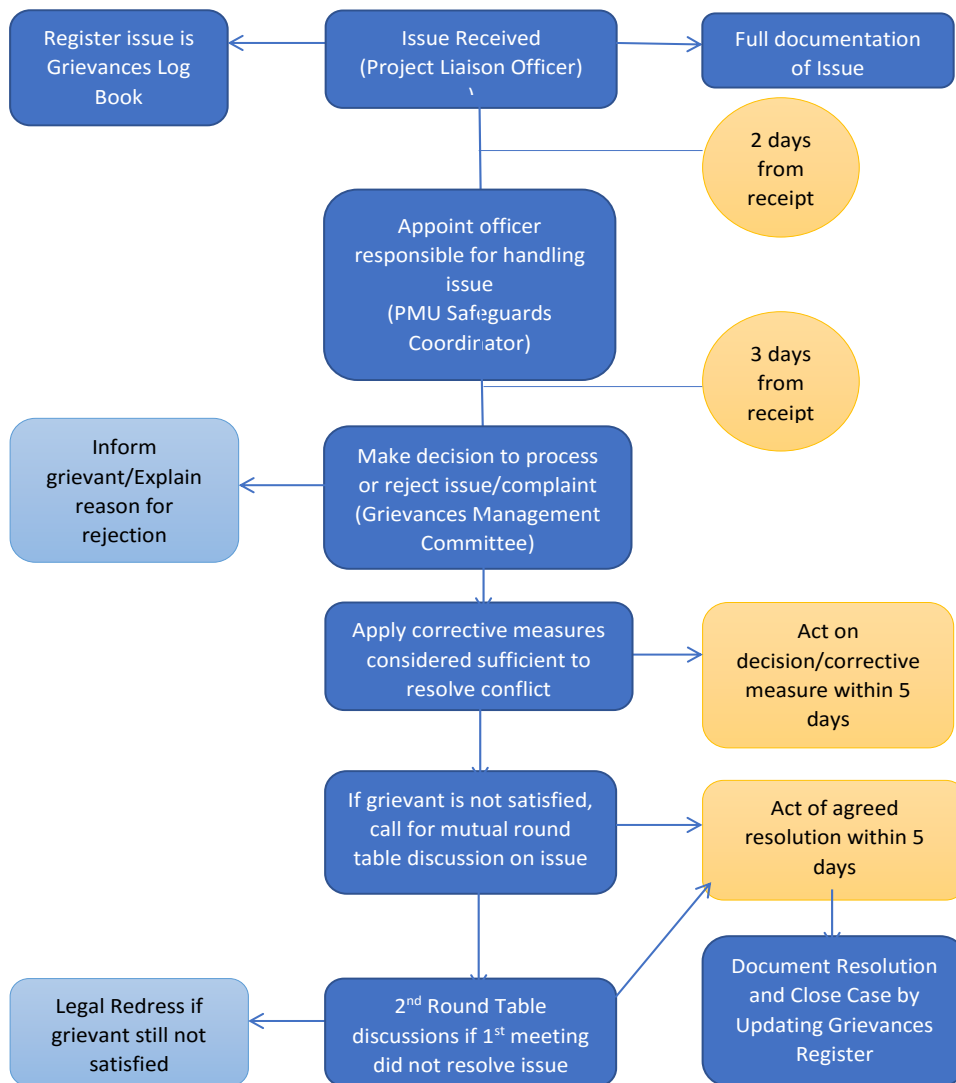 Register issue is
Grievances Log
Book
Issue Received
(Project Liaison Officer)
Full documentation
of Issue
2 days
from
receipt
Appoint officer
responsible for handling
issue
(PMU Safeguards
Coordinator)
3 days
from
receipt
Inform
grievant/Explain
reason for
rejection
Make decision to process
or reject issue/complaint
(Grievances Management
Committee)
Apply corrective measures
considered sufficient to
resolve conflict
Act on
decision/corrective
measure within 5
days
If grievant is not satisfied,
call for mutual round
table discussion on issue
Act of agreed
resolution within 5
days
Legal Redress if
grievant still not
satisfied
2nd Round Table
discussions if 1st meeting
did not resolve issue
Document Resolution
and Close Case by
Updating Grievances
Register